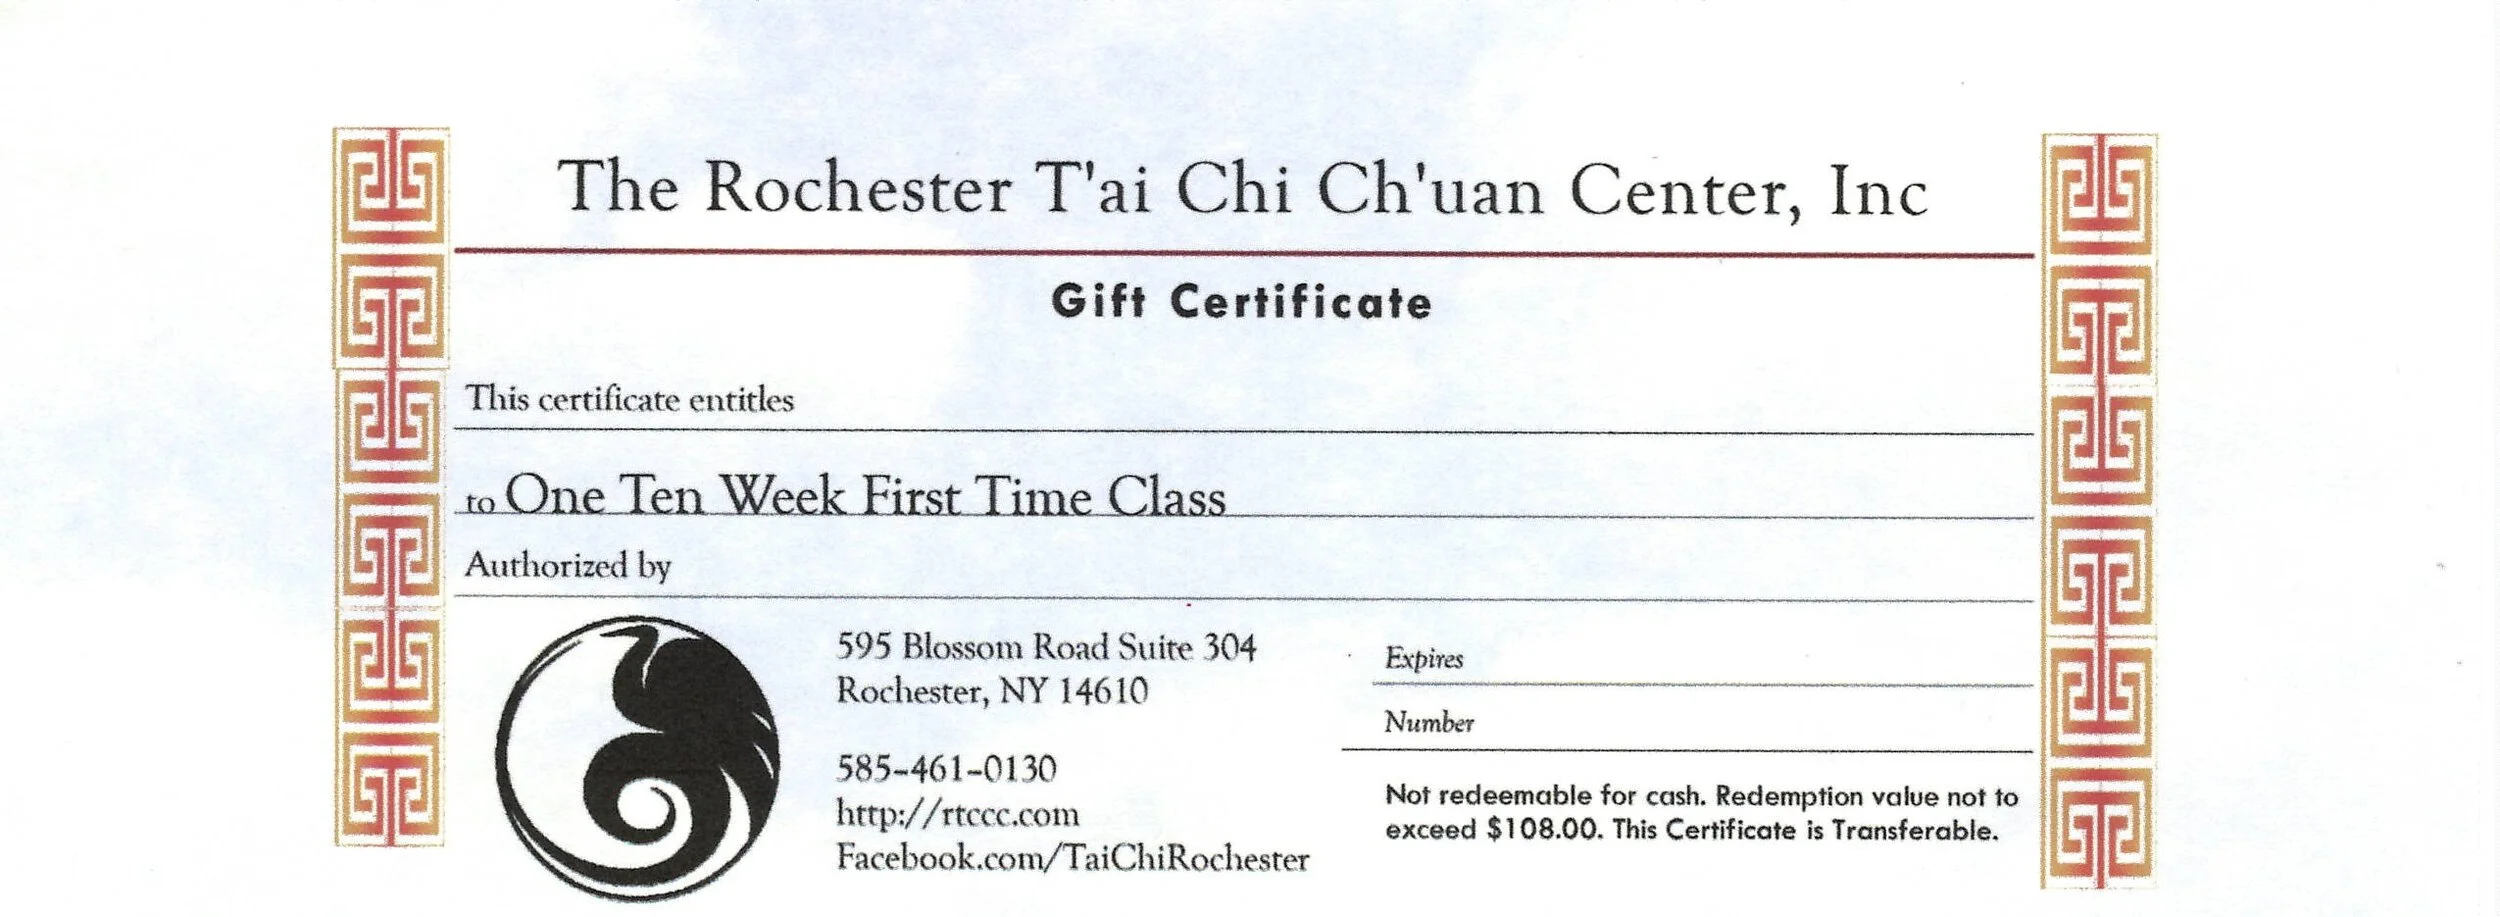 The Rochester T'ai Chi Ch'uan Center, Inc
Gift Certificate
This certificate entitles
to One Ten Week First Time Class
Authorized by
595 Blossom Road Suite 304
Rochester, NY 14610
585-461-0130
http://rtccc.com
Facebook.com/TaiChiRochester
Expires
Number
Not redeemable for cash. Redemption value not to
exceed $108.00. This Certificate is Transferable.